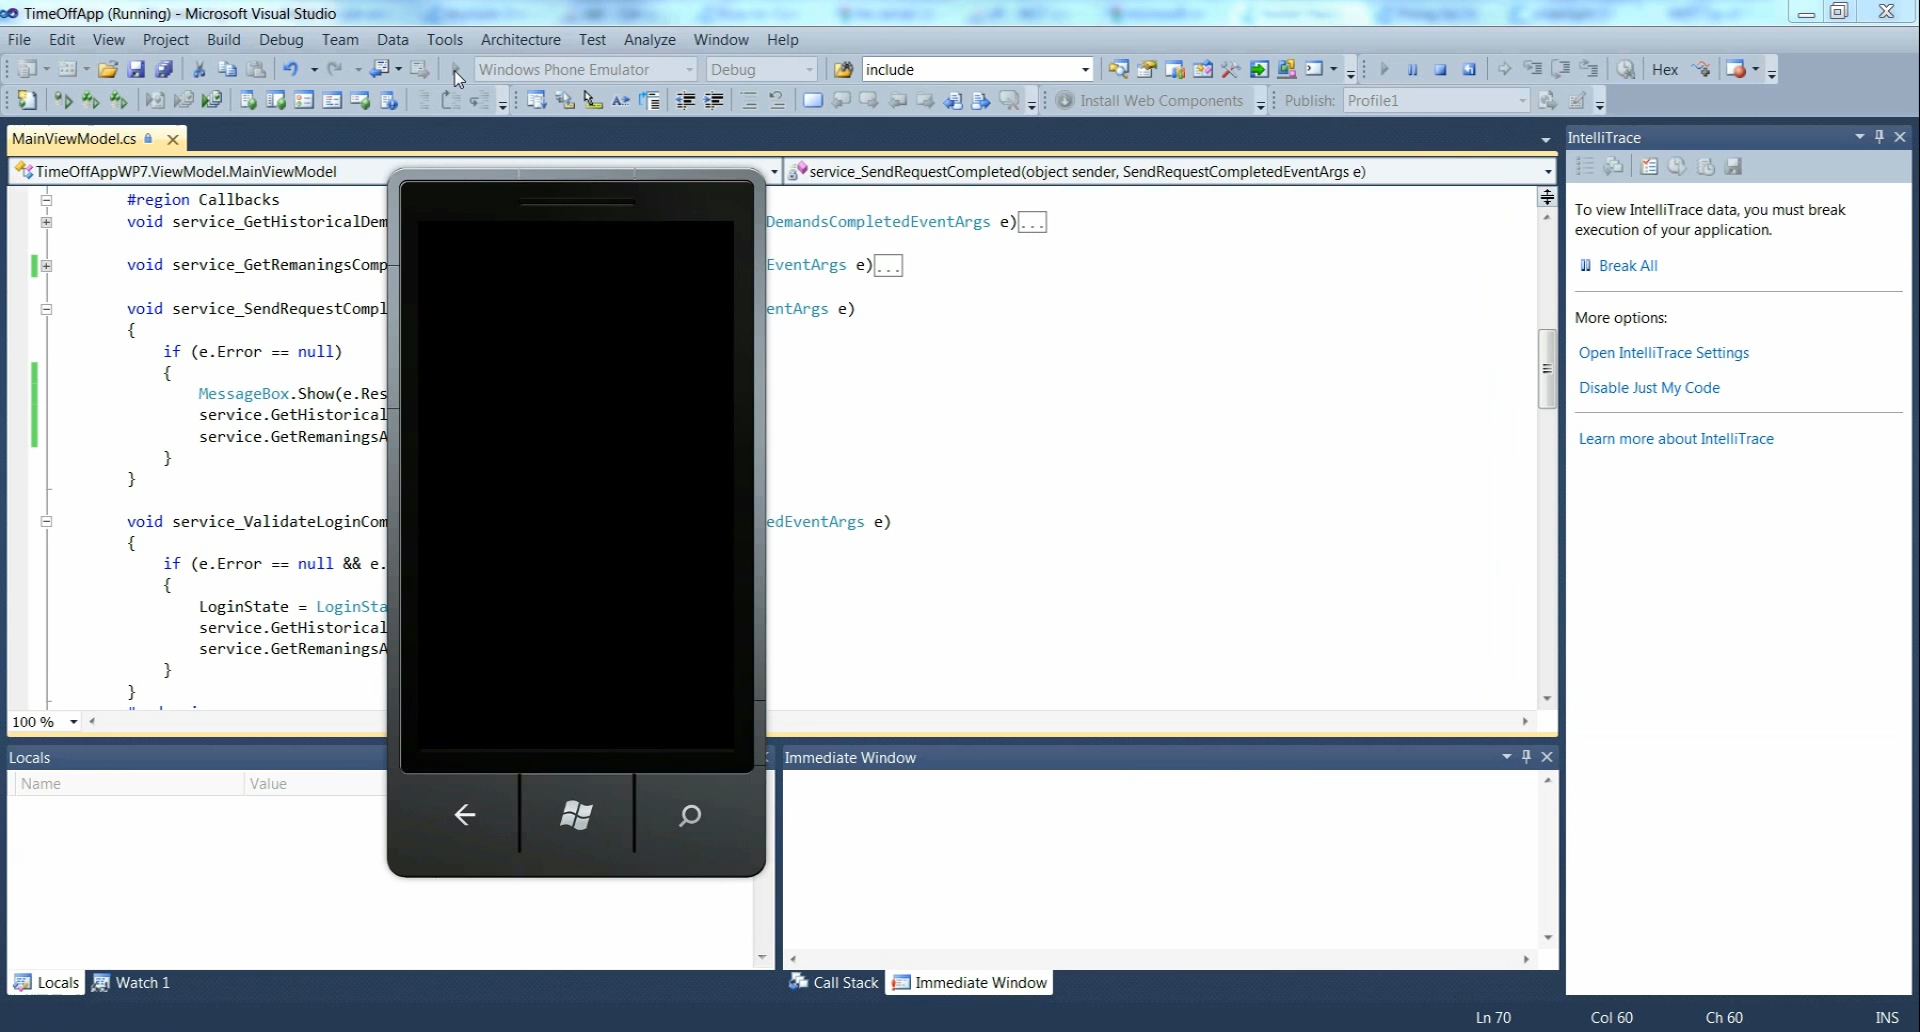 TimeOffApp (Running) - Microsoft Visual Studio
File Edit View Project Build Debug Team Data Tools Architecture Test Analyze Window Help
Windows Phone Emulator Debug include Hex
Install Web Components Publish: Profile1
MainViewModel.cs
TimeOffAppWP7.ViewModel.MainViewModel
service_SendRequestCompleted(object sender, SendRequestCompletedEventArgs e)
#region Callbacks
void service_GetHistoricalDem DemandsCompletedEventArgs e)...
void service_GetRemaningsComp EventArgs e)...
void service_SendRequestCompl entArgs e)
{
if (e.Error == null)
{
MessageBox.Show(e.Res
service.GetHistorical
service.GetRemaningsA
}
}
void service_ValidateLoginCom edEventArgs e)
{
if (e.Error == null && e.
{
LoginState = LoginSta
service.GetHistorical
service.GetRemaningsA
}
}
100 %
IntelliTrace
To view IntelliTrace data, you must break
execution of your application.
Break All
More options:
Open IntelliTrace Settings
Disable Just My Code
Learn more about IntelliTrace
Locals
Name Value
Immediate Window
Locals Watch 1
Call Stack Immediate Window
Ln 70 Col 60 Ch 60 INS